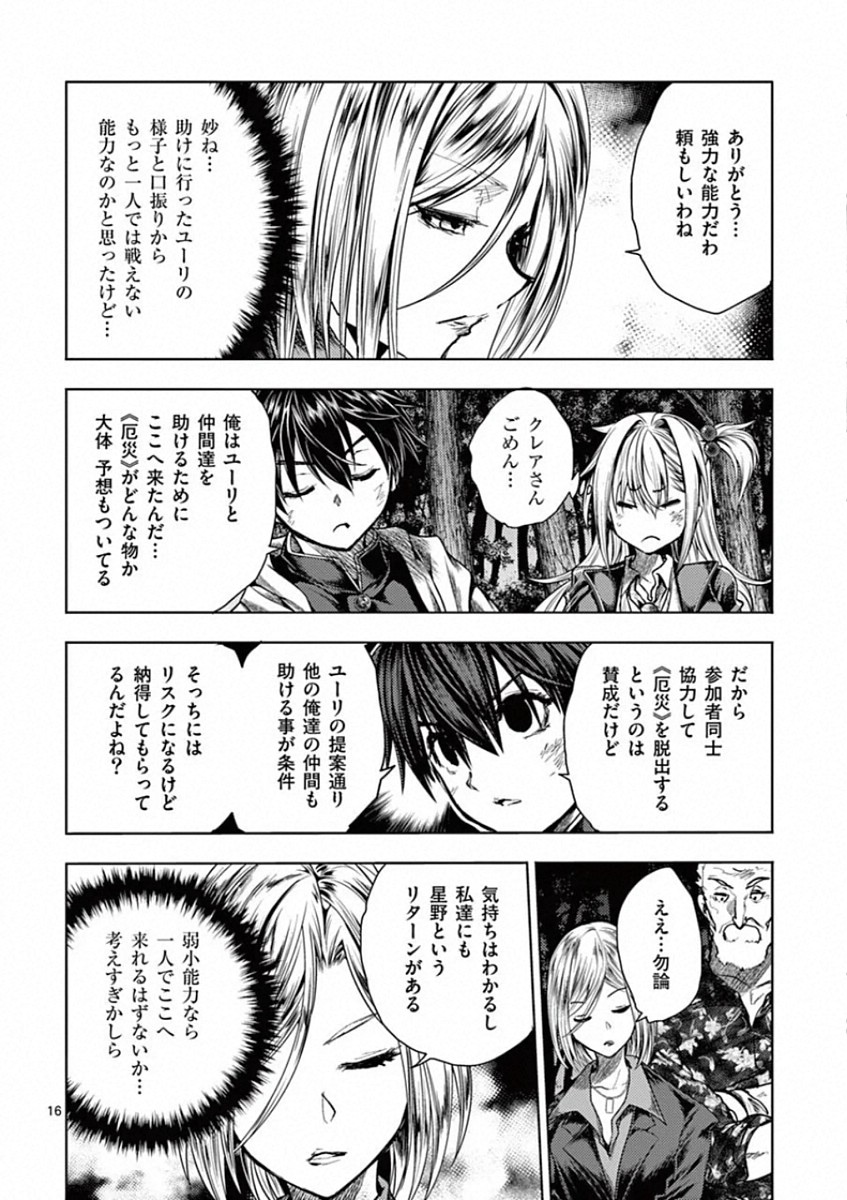 ありがとう…
強力な能力だわ
頼もしいわね
妙ね…
助けに行ったユーリの
様子と口振りから
もっと一人では戦えない
能力なのかと思ったけど…
クレアさん
ごめん…
俺はユーリと
仲間達を
助けるために
ここへ来たんだ…
《厄災》がどんな物か
大体 予想もついてる
だから
参加者同士
協力して
《厄災》を脱出する
というのは
賛成だけど
ユーリの提案通り
他の俺達の仲間も
助ける事が条件
そっちには
リスクになるけど
納得してもらって
るんだよね？
ええ…勿論
気持ちはわかるし
私達にも
星野という
リターンがある
弱小能力なら
一人でここへ
来れるはずないか…
考えすぎかしら
16